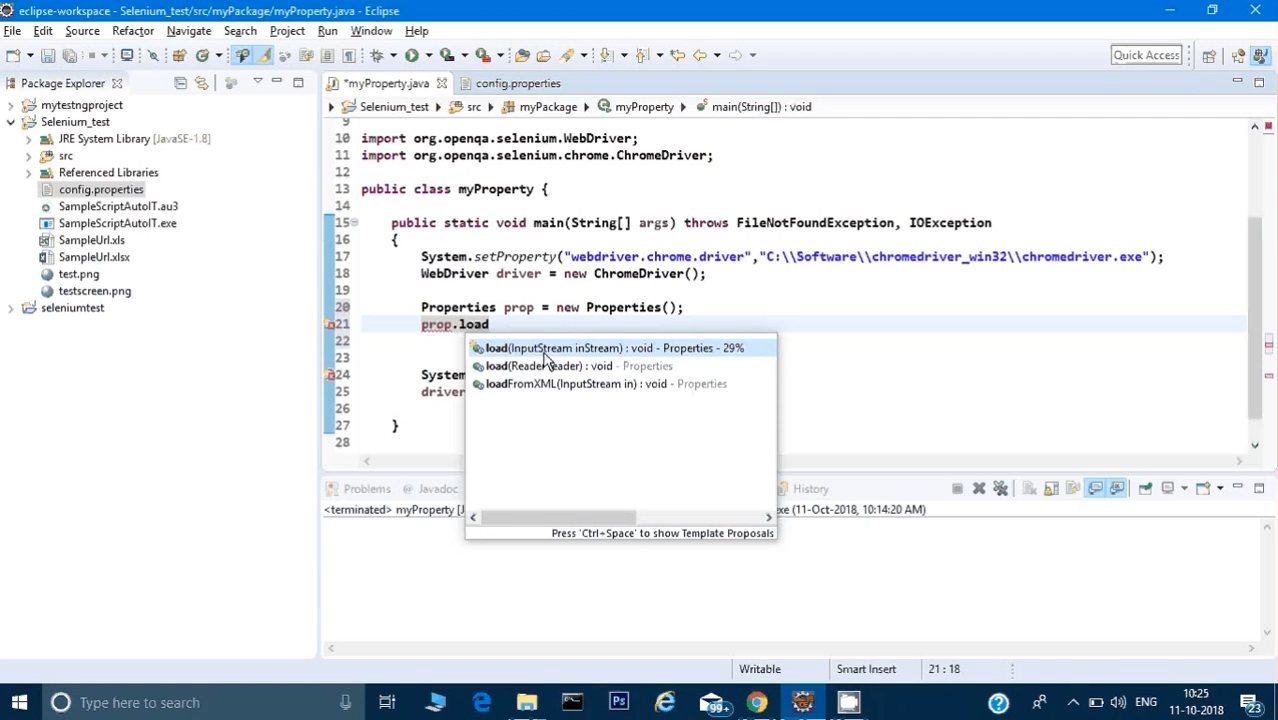 eclipse-workspace - Selenium_test/src/myPackage/myProperty.java - Eclipse
File Edit Source Refactor Navigate Search Project Run Window Help
Quick Access
Package Explorer
*myProperty.java
config.properties
mytestngproject
Selenium_test
JRE System Library [JavaSE-1.8]
src
Referenced Libraries
config.properties
SampleScriptAutoIT.au3
SampleScriptAutoIT.exe
SampleUrl.xls
SampleUrl.xlsx
test.png
testscreen.png
seleniumtest
Selenium_test src myPackage myProperty main(String[]) : void
9
10 import org.openqa.selenium.WebDriver;
11 import org.openqa.selenium.chrome.ChromeDriver;
12
13 public class myProperty {
14
15 public static void main(String[] args) throws FileNotFoundException, IOException
16 {
17 System.setProperty("webdriver.chrome.driver","C:\\Software\\chromedriver_win32\\chromedriver.exe");
18 WebDriver driver = new ChromeDriver();
19
20 Properties prop = new Properties();
21 prop.load
22
23
24 System
25 driver
26
27 }
28
load(InputStream inStream) : void - Properties - 29%
load(Reader reader) : void - Properties
loadFromXML(InputStream in) : void - Properties
Press 'Ctrl+Space' to show Template Proposals
Problems Javadoc History
<terminated> myProperty [J
exe (11-Oct-2018, 10:14:20 AM)
Writable Smart Insert 21 : 18
Type here to search
99+
ENG
10:25
11-10-2018
23